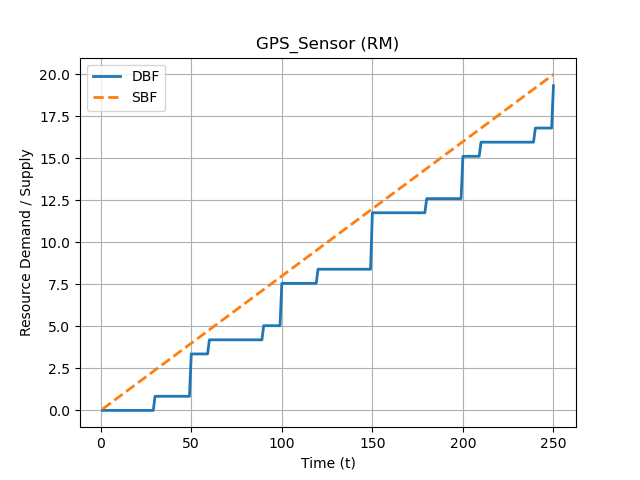 GPS_Sensor (RM)
DBF
SBF
Resource Demand / Supply
20.0
17.5
15.0
12.5
10.0
7.5
5.0
2.5
0.0
0 50 100 150 200 250
Time (t)